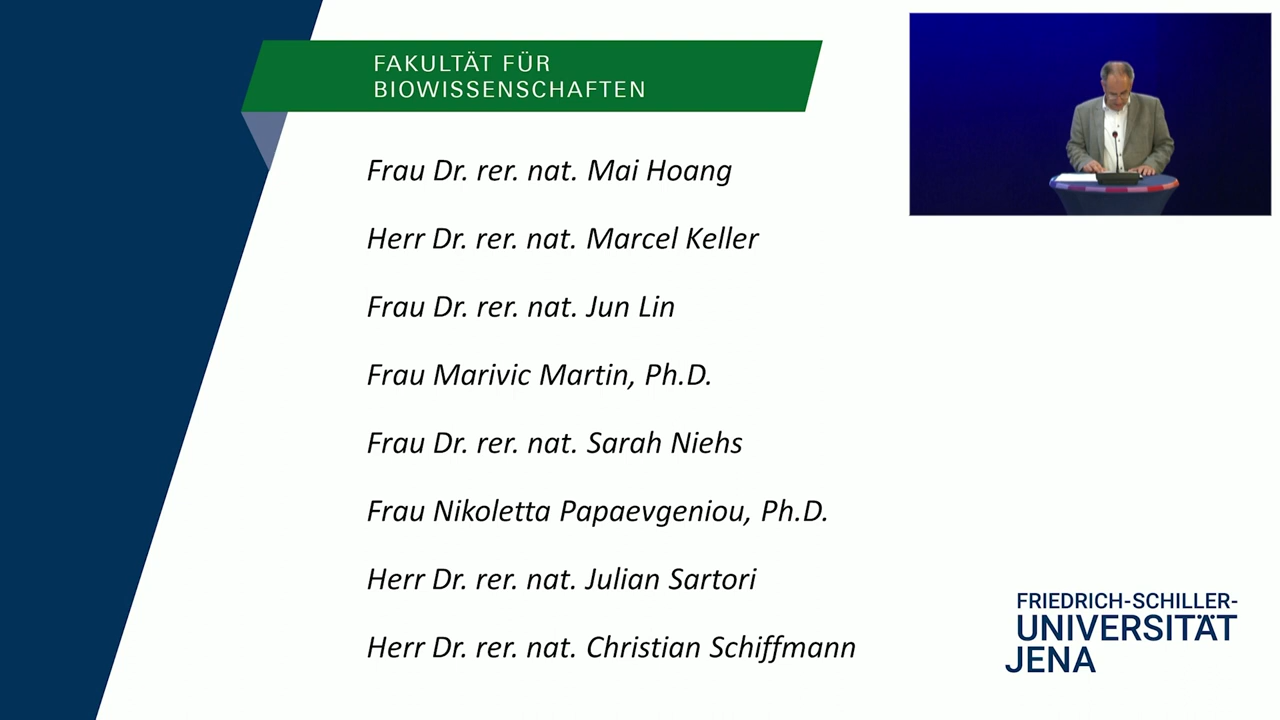 FAKULTÄT FÜR
BIOWISSENSCHAFTEN
Frau Dr. rer. nat. Mai Hoang
Herr Dr. rer. nat. Marcel Keller
Frau Dr. rer. nat. Jun Lin
Frau Marivic Martin, Ph.D.
Frau Dr. rer. nat. Sarah Niehs
Frau Nikoletta Papaevgeniou, Ph.D.
Herr Dr. rer. nat. Julian Sartori
Herr Dr. rer. nat. Christian Schiffmann
FRIEDRICH-SCHILLER-
UNIVERSITÄT
JENA